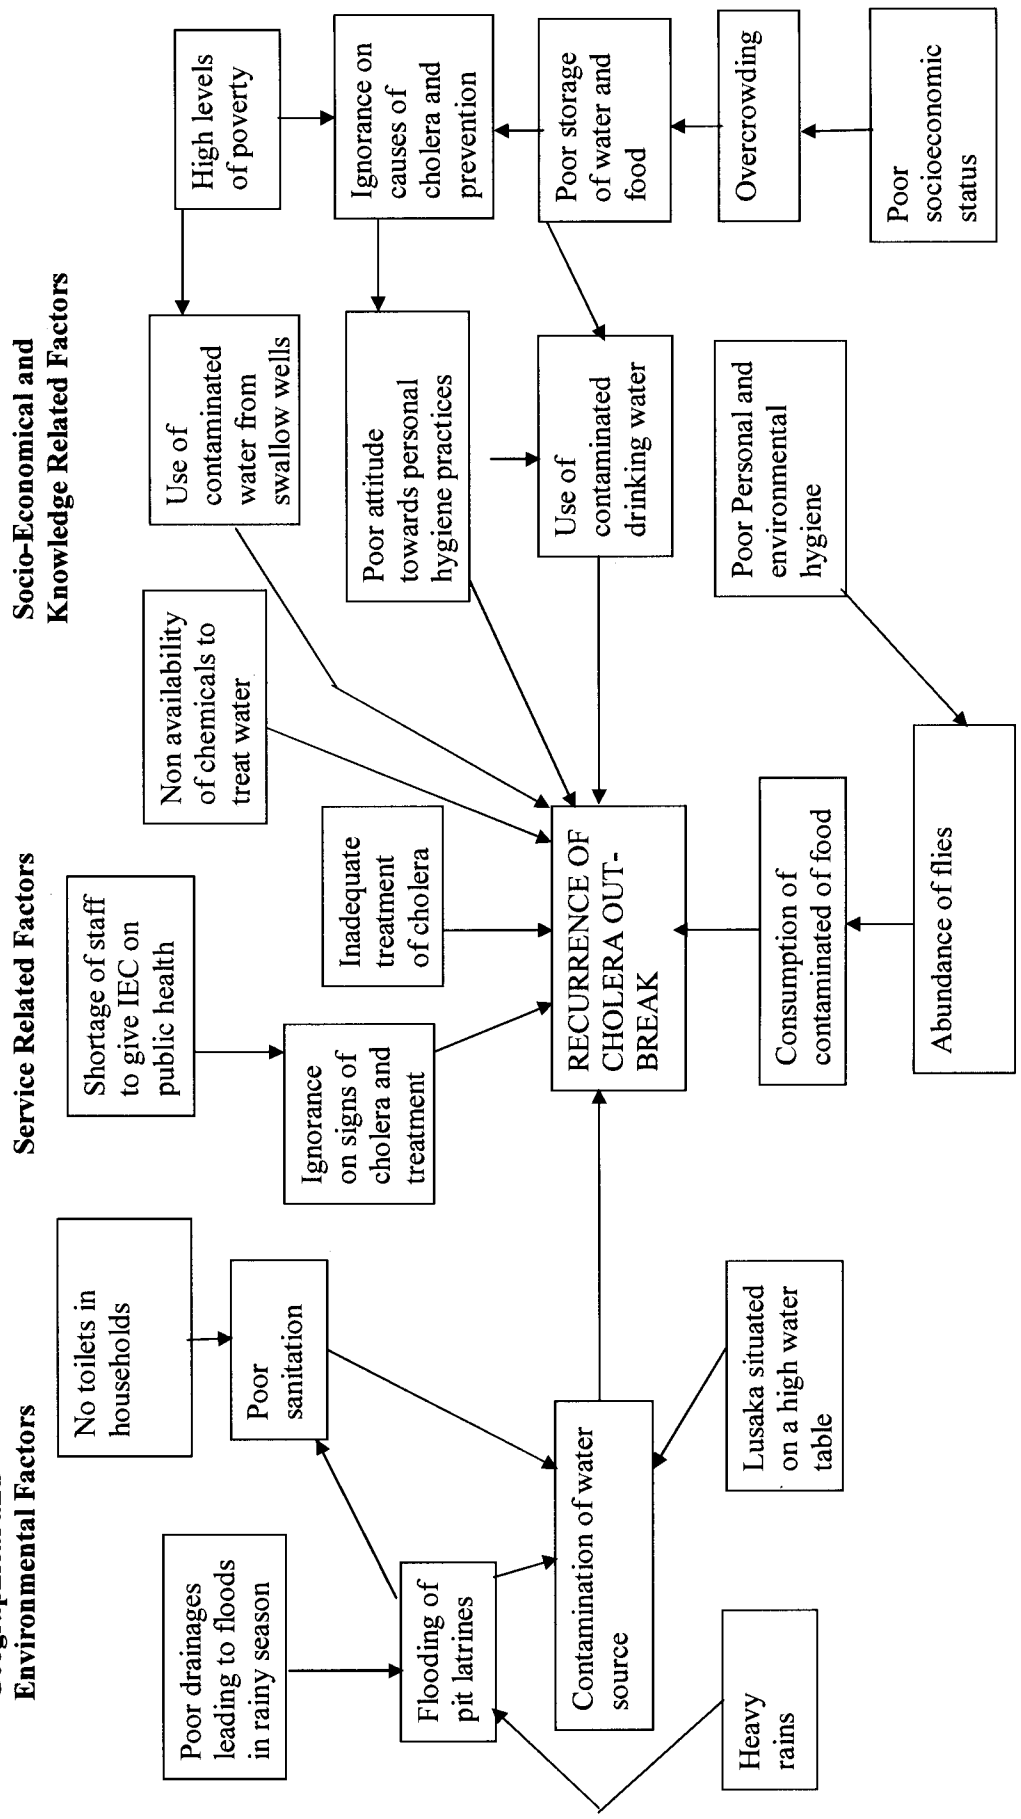 Environmental Factors
Service Related Factors
Socio-Economical and
Knowledge Related Factors
No toilets in
households
Shortage of staff
to give IEC on
public health
Non availability
of chemicals to
treat water
Use of
contaminated
water from
swallow wells
High levels
of poverty
Poor drainages
leading to floods
in rainy season
Poor
sanitation
Ignorance
on signs of
cholera and
treatment
Inadequate
treatment
of cholera
Poor attitude
towards personal
hygiene practices
Ignorance on
causes of
cholera and
prevention
Flooding of
pit latrines
Contamination of water
source
RECURRENCE OF
CHOLERA OUT-
BREAK
Use of
contaminated
drinking water
Poor storage
of water and
food
Heavy
rains
Lusaka situated
on a high water
table
Consumption of
contaminated of food
Poor Personal and
environmental
hygiene
Overcrowding
Abundance of flies
Poor
socioeconomic
status